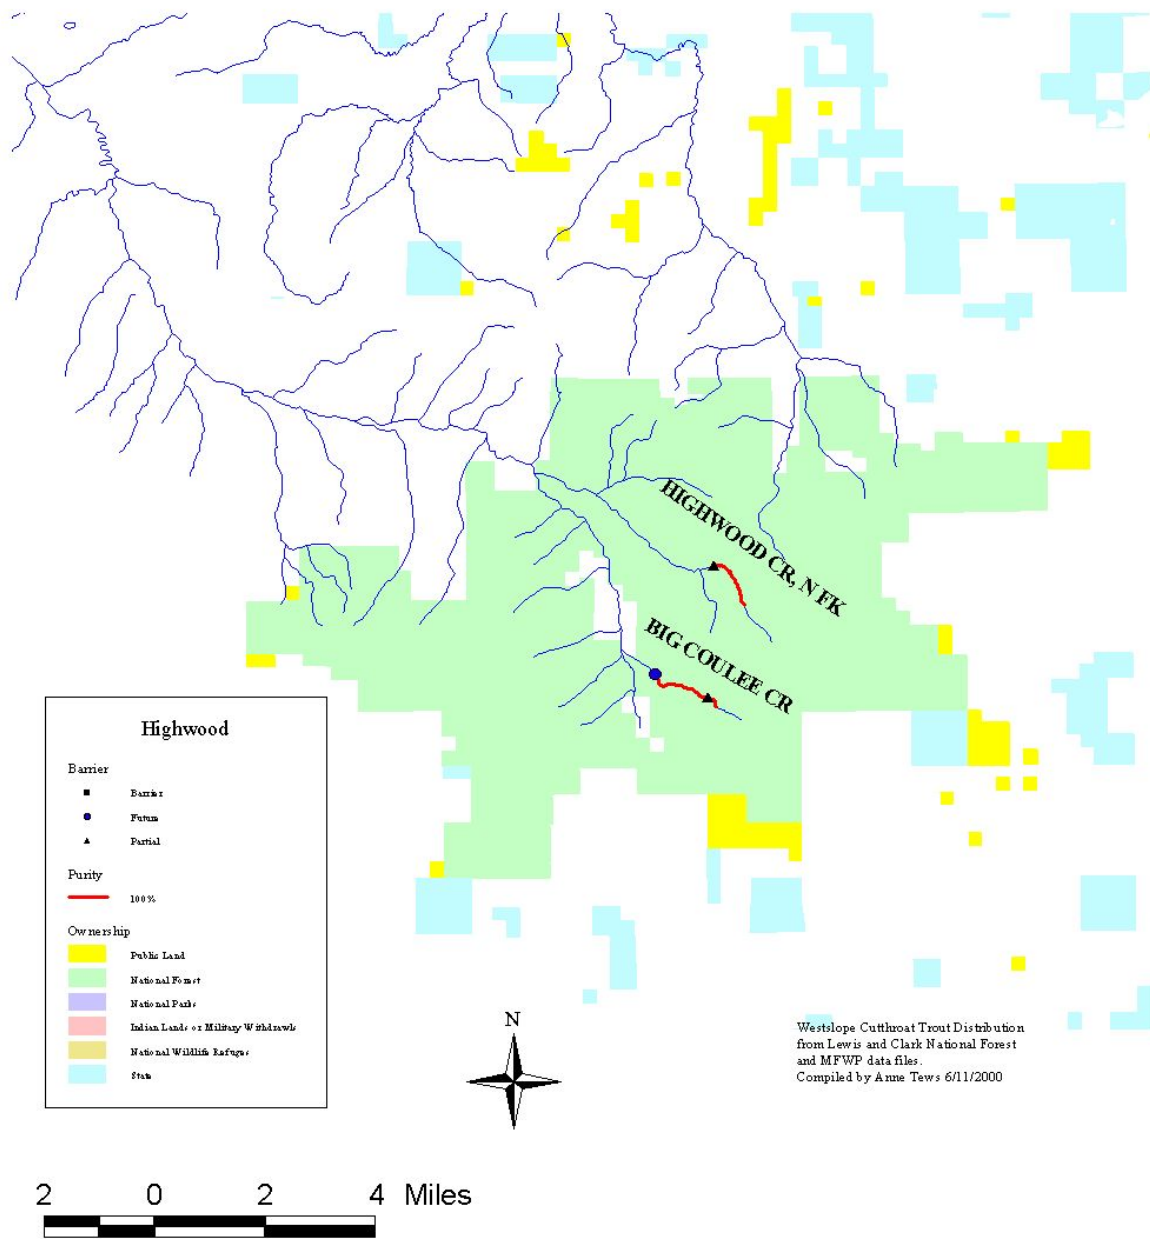 HIGHWOOD CR, N FK
BIG COULEE CR
Highwood
Barrier
Barrier
Future
Partial
Purity
100%
Ownership
Public Land
National Forest
National Parks
Indian Lands or Military Withdrawls
National Wildlife Refuges
State
N
Westslope Cutthroat Trout Distribution
from Lewis and Clark National Forest
and MFWP data files.
Compiled by Anne Tews 6/11/2000
2 0 2 4 Miles